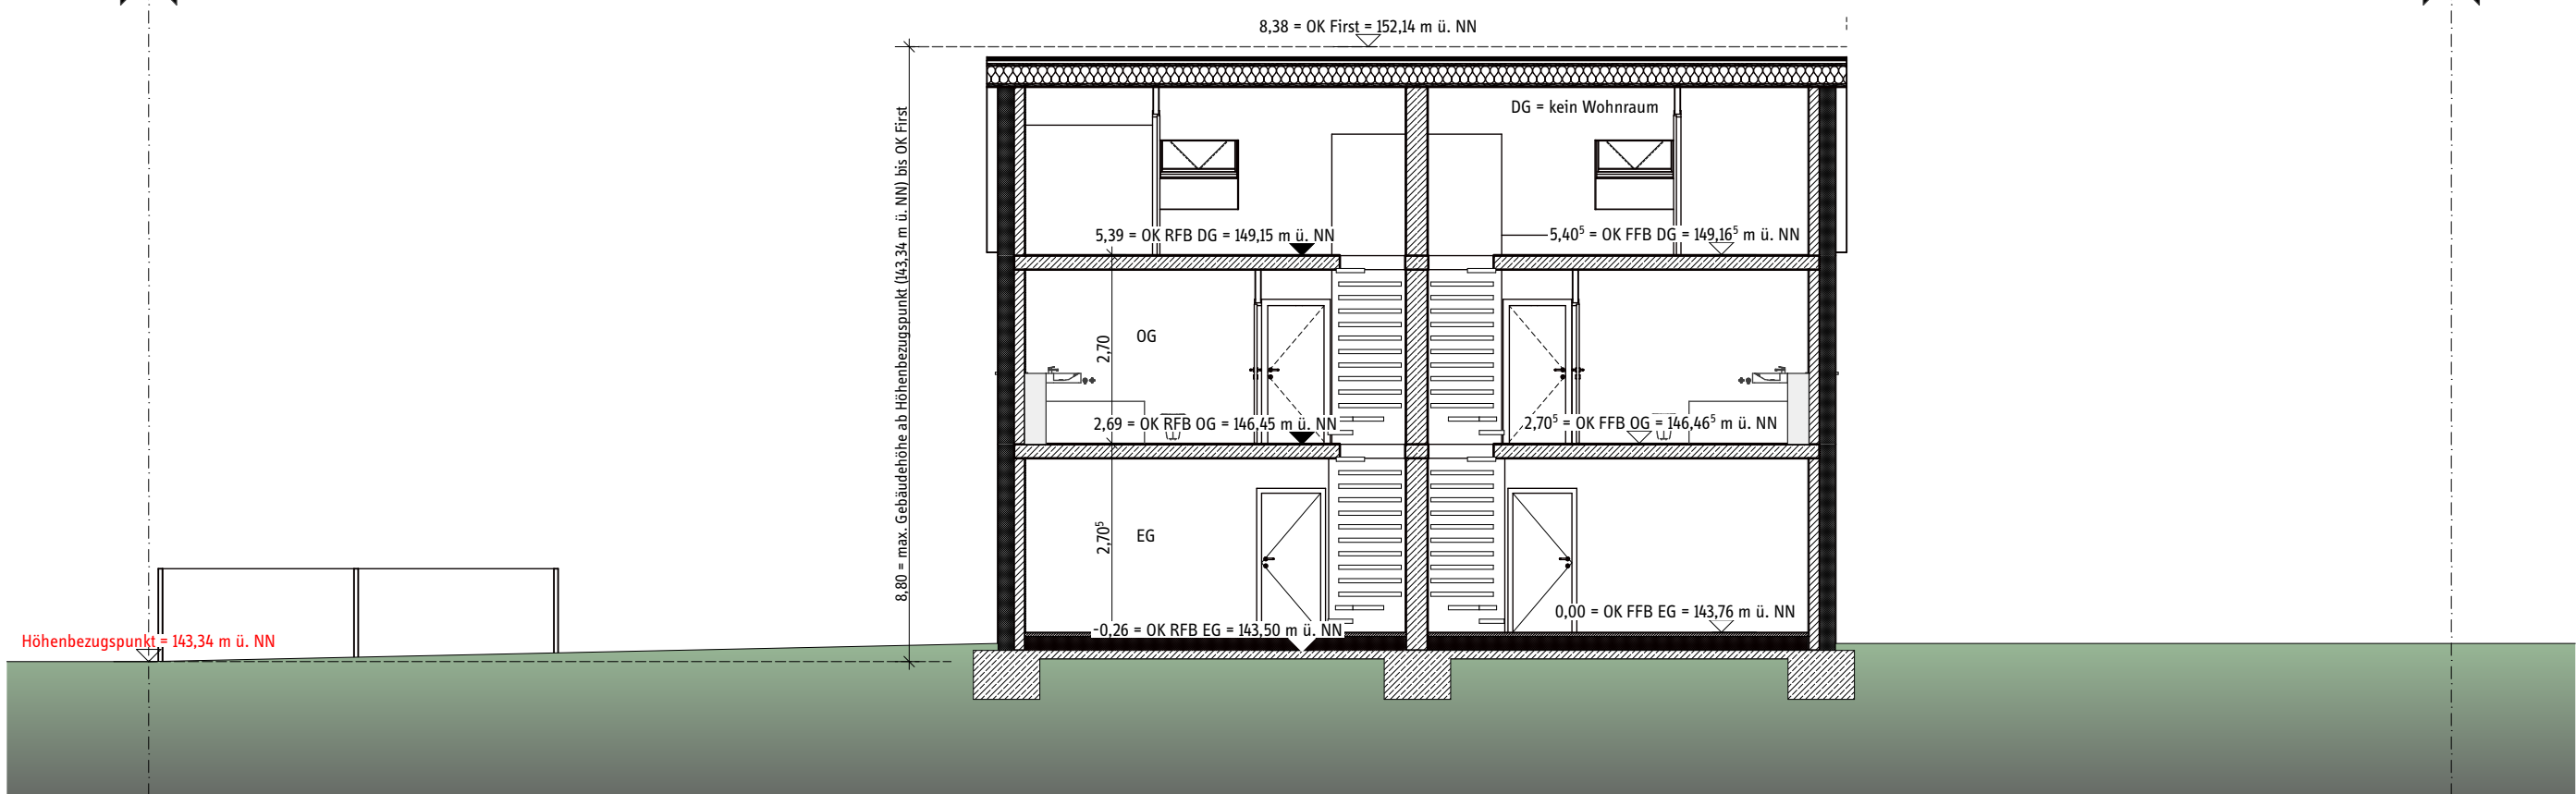 8,38 = OK First = 152,14 m ü. NN
8,80 = max. Gebäudehöhe ab Höhenbezugspunkt (143,34 m ü. NN) bis OK First
DG = kein Wohnraum
5,39 = OK RFB DG = 149,15 m ü. NN
5,40⁵ = OK FFB DG = 149,16⁵ m ü. NN
OG
2,70
2,69 = OK RFB OG = 146,45 m ü. NN
2,70⁵ = OK FFB OG = 146,46⁵ m ü. NN
EG
2,70⁵
0,00 = OK FFB EG = 143,76 m ü. NN
-0,26 = OK RFB EG = 143,50 m ü. NN
Höhenbezugspunkt = 143,34 m ü. NN